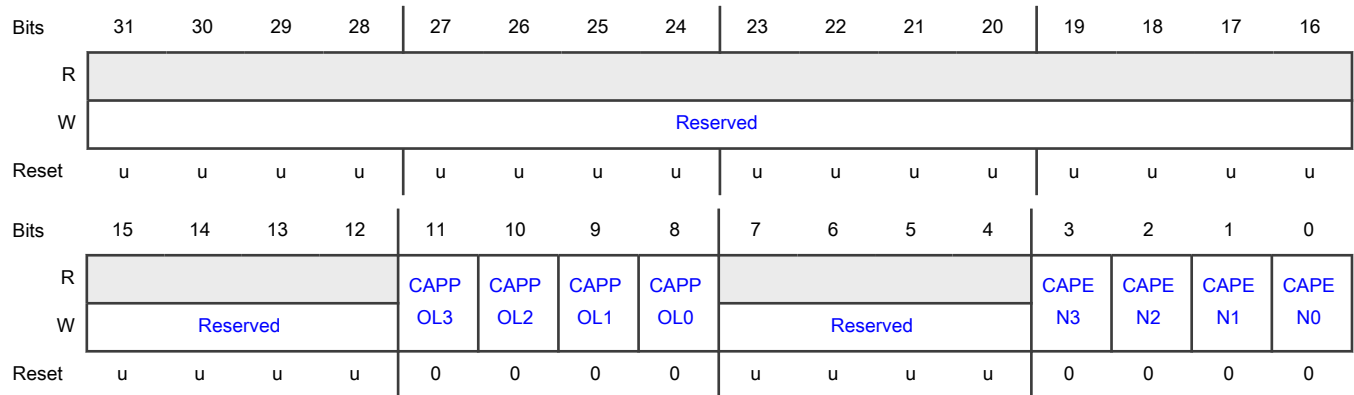 Bits 31 30 29 28 27 26 25 24 23 22 21 20 19 18 17 16
R
W Reserved
Reset u u u u u u u u u u u u u u u u
Bits 15 14 13 12 11 10 9 8 7 6 5 4 3 2 1 0
R CAPP CAPP CAPP CAPP CAPE CAPE CAPE CAPE
W Reserved OL3 OL2 OL1 OL0 Reserved N3 N2 N1 N0
Reset u u u u 0 0 0 0 u u u u 0 0 0 0